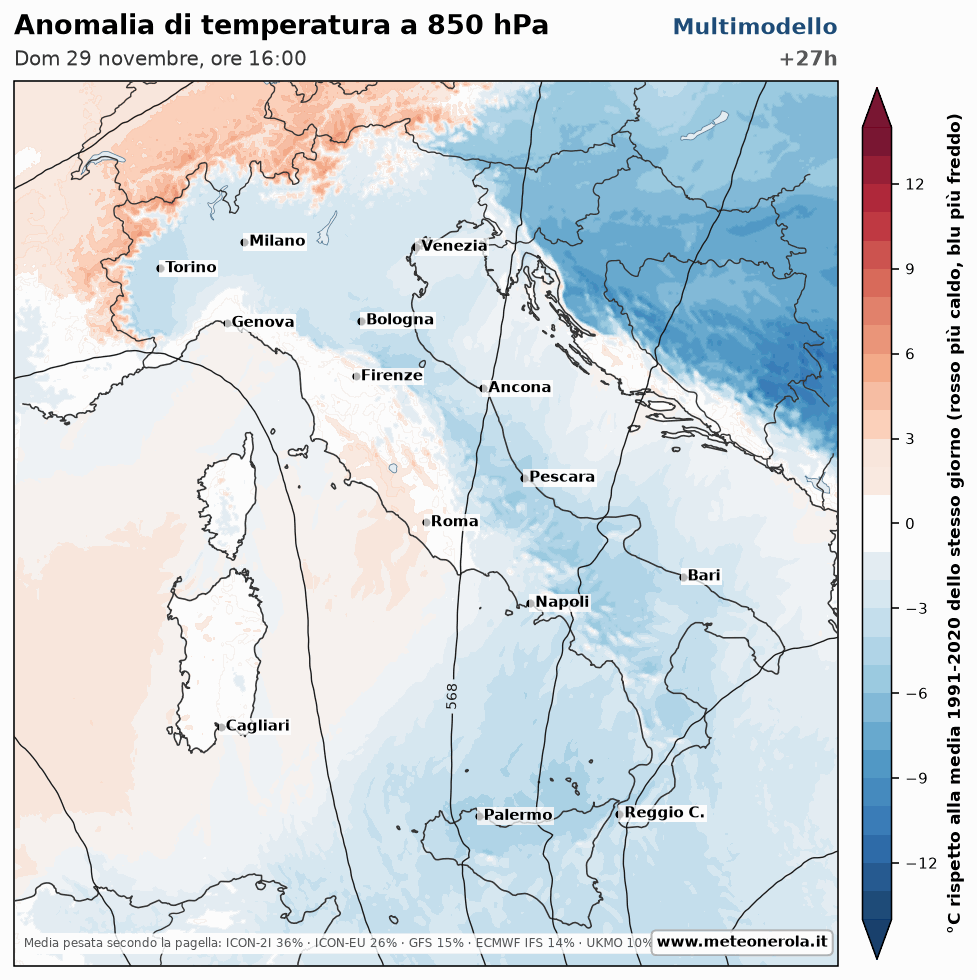 Anomalia di temperatura a 850 hPa
Multimodello
Dom 29 novembre, ore 16:00
+27h
Milano
Venezia
Torino
Genova
Bologna
Firenze
Ancona
Pescara
Roma
Bari
Napoli
568
Cagliari
Palermo
Reggio C.
12
9
6
3
0
−3
−6
−9
−12
°C rispetto alla media 1991-2020 dello stesso giorno (rosso più caldo, blu più freddo)
Media pesata secondo la pagella: ICON-2I 36% · ICON-EU 26% · GFS 15% · ECMWF IFS 14% · UKMO 10%
www.meteonerola.it